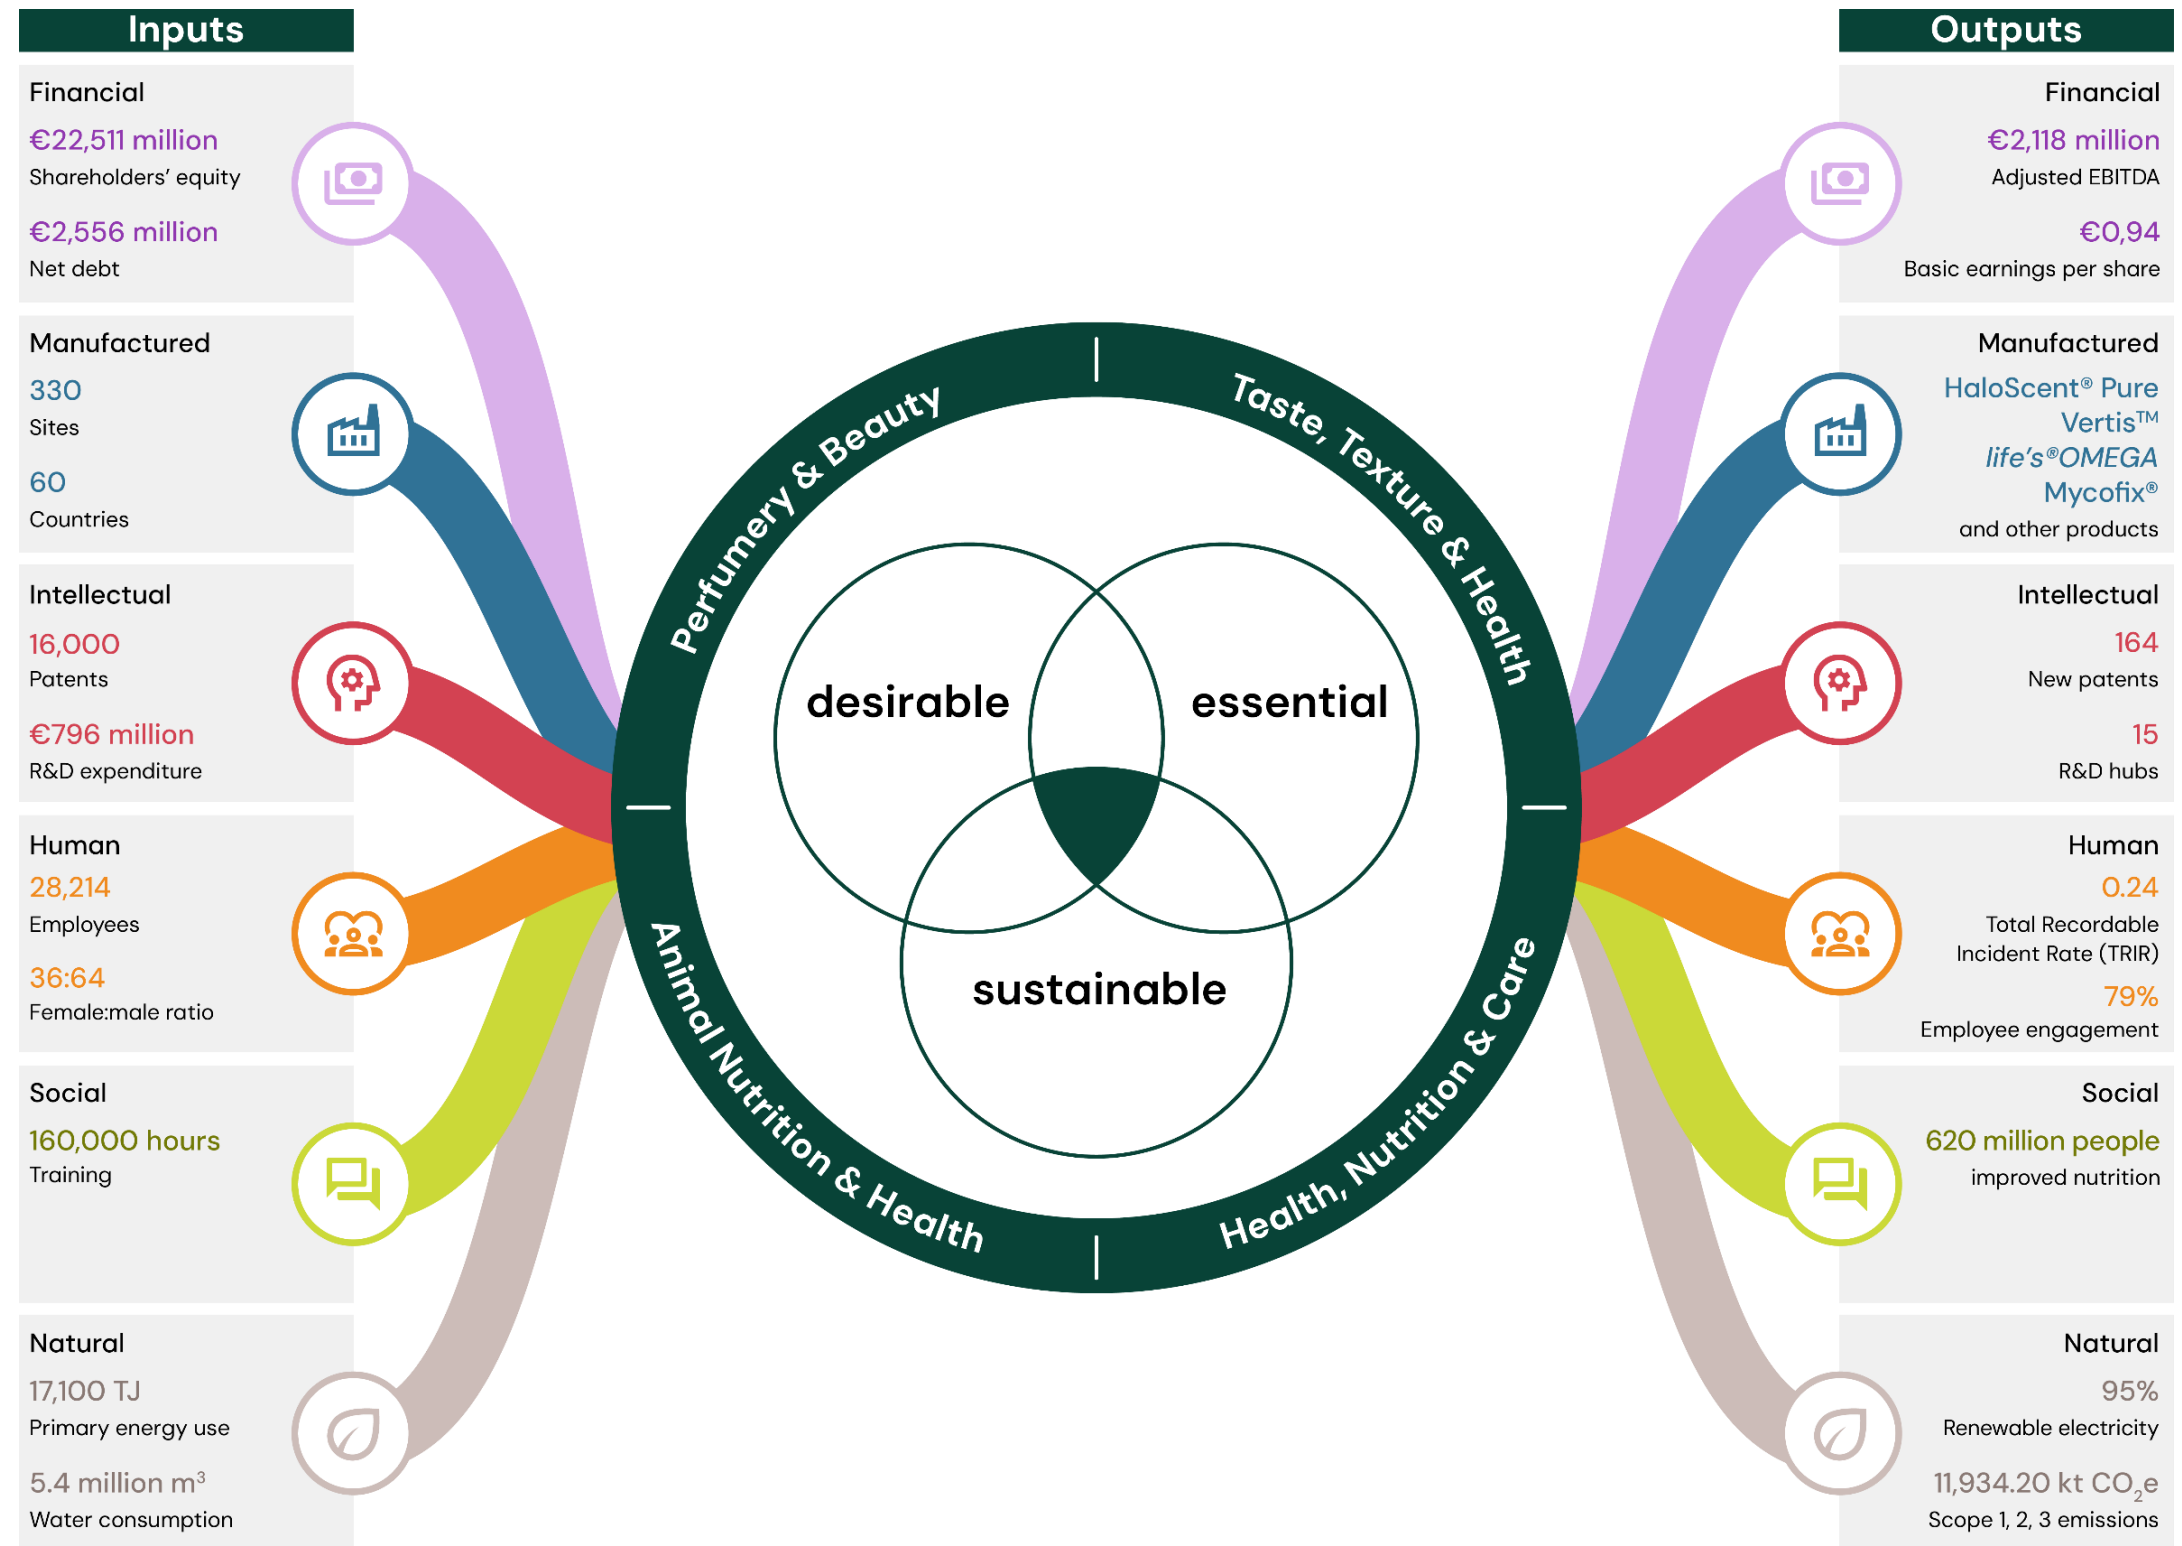 Inputs
Financial
€22,511 million
Shareholders’ equity
€2,556 million
Net debt
Manufactured
330
Sites
60
Countries
Intellectual
16,000
Patents
€796 million
R&D expenditure
Human
28,214
Employees
36:64
Female:male ratio
Social
160,000 hours
Training
Natural
17,100 TJ
Primary energy use
5.4 million m³
Water consumption
Perfumery & Beauty
Taste, Texture & Health
desirable
essential
sustainable
Animal Nutrition & Health
Health, Nutrition & Care
Outputs
Financial
€2,118 million
Adjusted EBITDA
€0,94
Basic earnings per share
Manufactured
HaloScent® Pure
Vertis™
life’s®OMEGA
Mycofix®
and other products
Intellectual
164
New patents
15
R&D hubs
Human
0.24
Total Recordable
Incident Rate (TRIR)
79%
Employee engagement
Social
620 million people
improved nutrition
Natural
95%
Renewable electricity
11,934.20 kt CO₂e
Scope 1, 2, 3 emissions